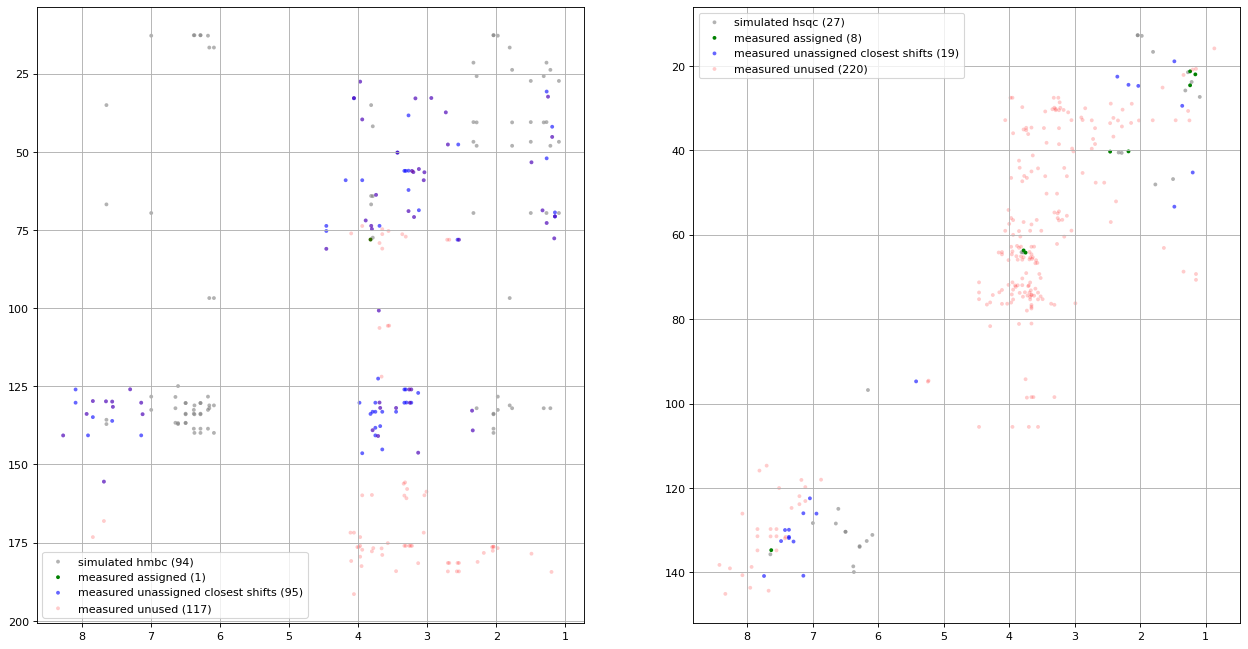 simulated hmbc (94)
measured assigned (1)
measured unassigned closest shifts (95)
measured unused (117)
25
50
75
100
125
150
175
200
8 7 6 5 4 3 2 1
simulated hsqc (27)
measured assigned (8)
measured unassigned closest shifts (19)
measured unused (220)
20
40
60
80
100
120
140
8 7 6 5 4 3 2 1